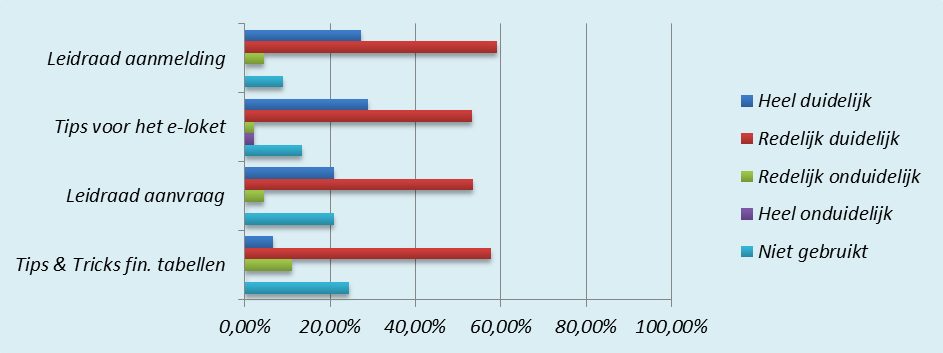 Leidraad aanmelding
Tips voor het e-loket
Leidraad aanvraag
Tips & Tricks fin. tabellen
0,00% 20,00% 40,00% 60,00% 80,00% 100,00%
Heel duidelijk
Redelijk duidelijk
Redelijk onduidelijk
Heel onduidelijk
Niet gebruikt